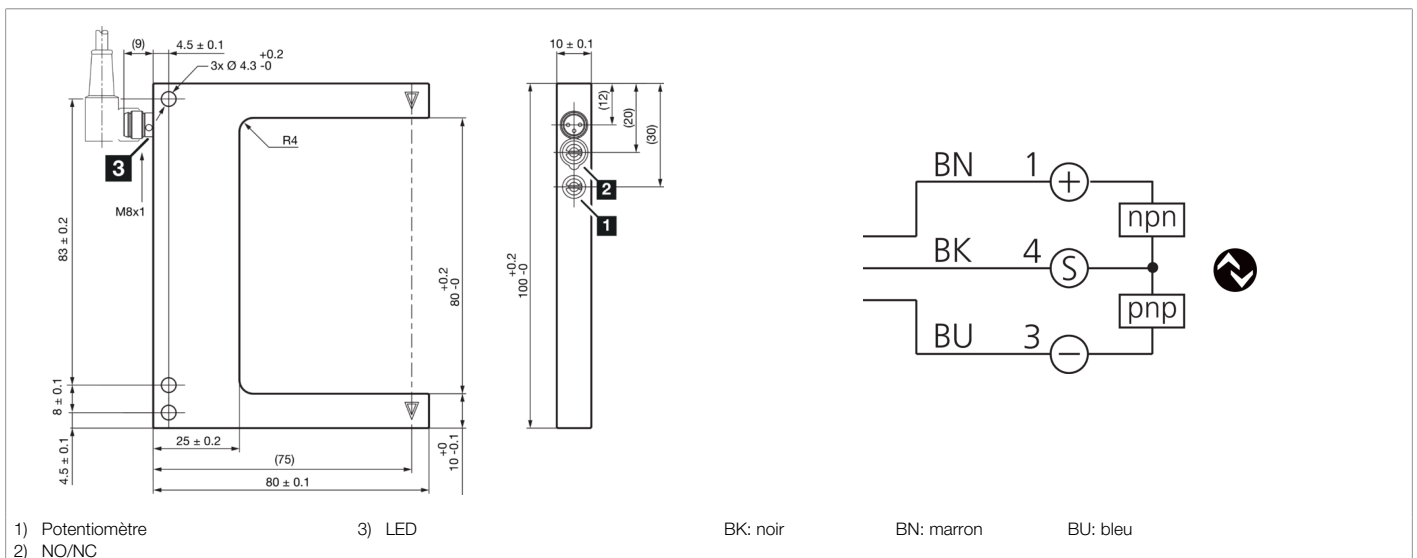 (9)
4.5 ± 0.1
3x Ø 4.3 +0.2 -0
R4
3
M8x1
83 ± 0.2
8 ± 0.1
4.5 ± 0.1
25 ± 0.2
(75)
80 ± 0.1
80 +0.2 -0
10 +0 -0.1
10 ± 0.1
(12)
(20)
(30)
2
1
100 +0.2 -0
BN 1 +
npn
BK 4 S
pnp
BU 3 −
1) Potentiomètre 3) LED BK: noir BN: marron BU: bleu
2) NO/NC